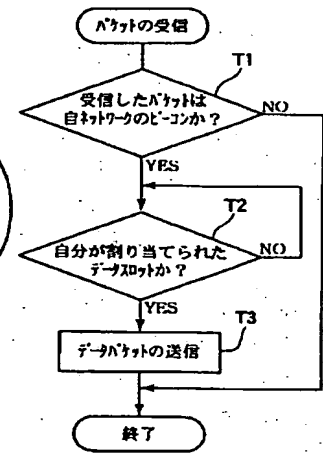 パケットの受信
T1
受信したパケットは
自ネットワークのビーコンか?
NO
YES
T2
自分が割り当てられた
データスロットか?
NO
YES
T3
データパケットの送信
終了